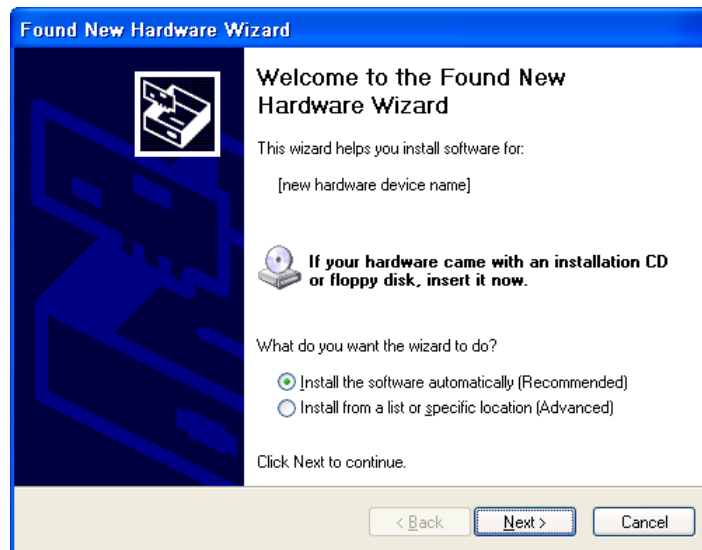 Found New Hardware Wizard
Welcome to the Found New
Hardware Wizard
This wizard helps you install software for:
[new hardware device name]
If your hardware came with an installation CD
or floppy disk, insert it now.
What do you want the wizard to do?
Install the software automatically (Recommended)
Install from a list or specific location (Advanced)
Click Next to continue.
< Back Next > Cancel